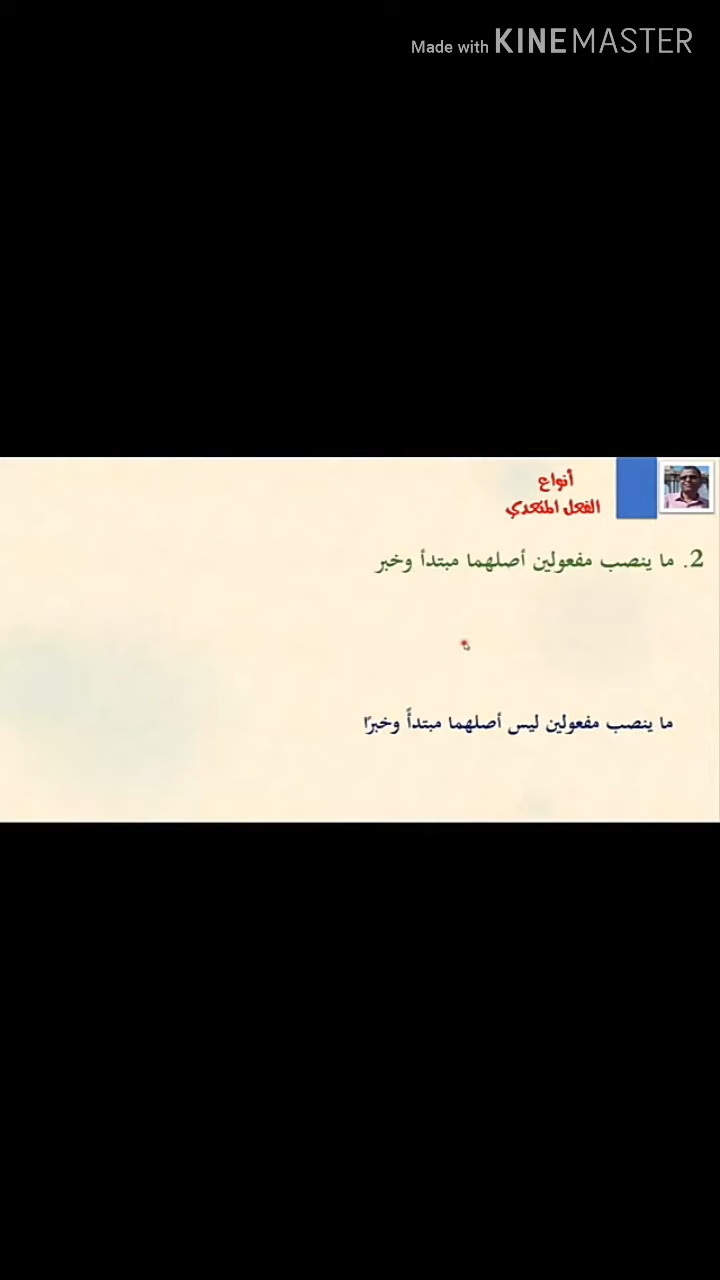 Made with KINEMASTER
أنواع
الفعل المتعدي
2. ما ينصب مفعولين أصلهما مبتدأ وخبر
ما ينصب مفعولين ليس أصلهما مبتدأً وخبرًا